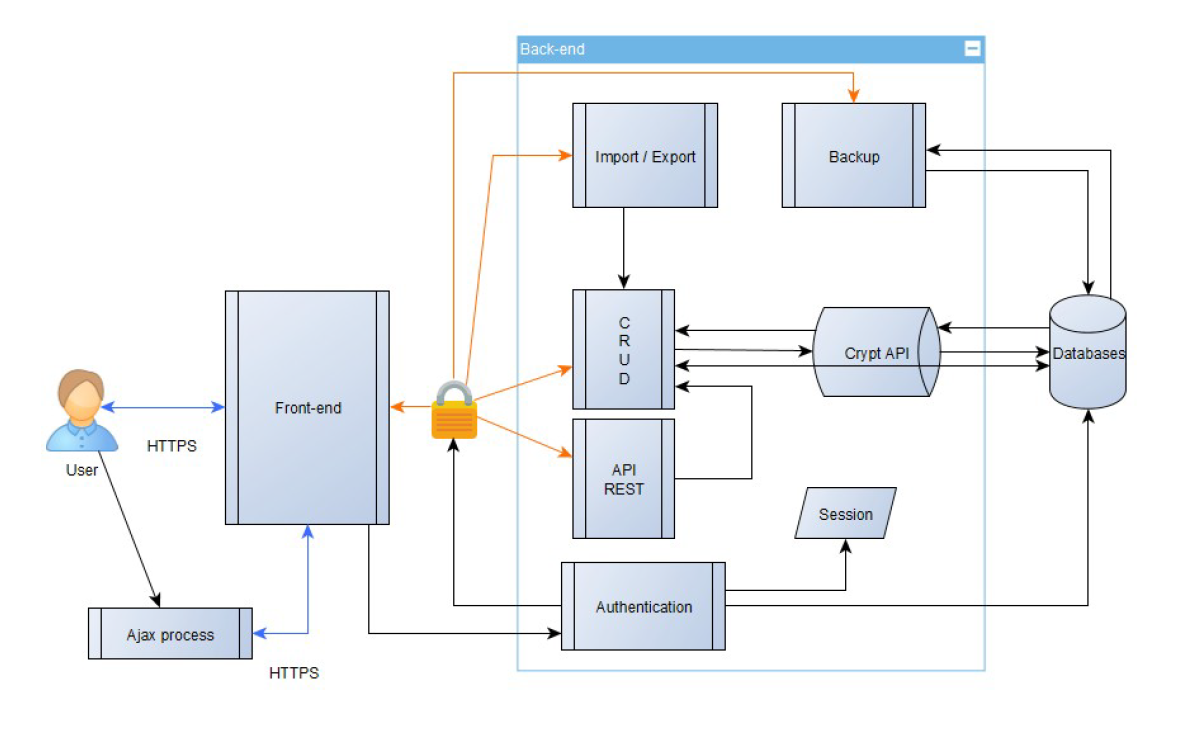 Back-end
Import / Export
Backup
C
R
U
D
Crypt API
Databases
Front-end
HTTPS
User
API
REST
Session
Authentication
Ajax process
HTTPS